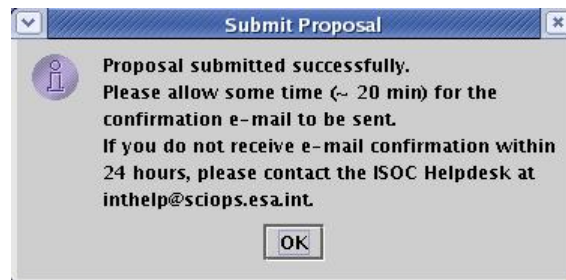 Submit Proposal
Proposal submitted successfully.
Please allow some time (~ 20 min) for the
confirmation e-mail to be sent.
If you do not receive e-mail confirmation within
24 hours, please contact the ISOC Helpdesk at
inthelp@sciops.esa.int.
OK